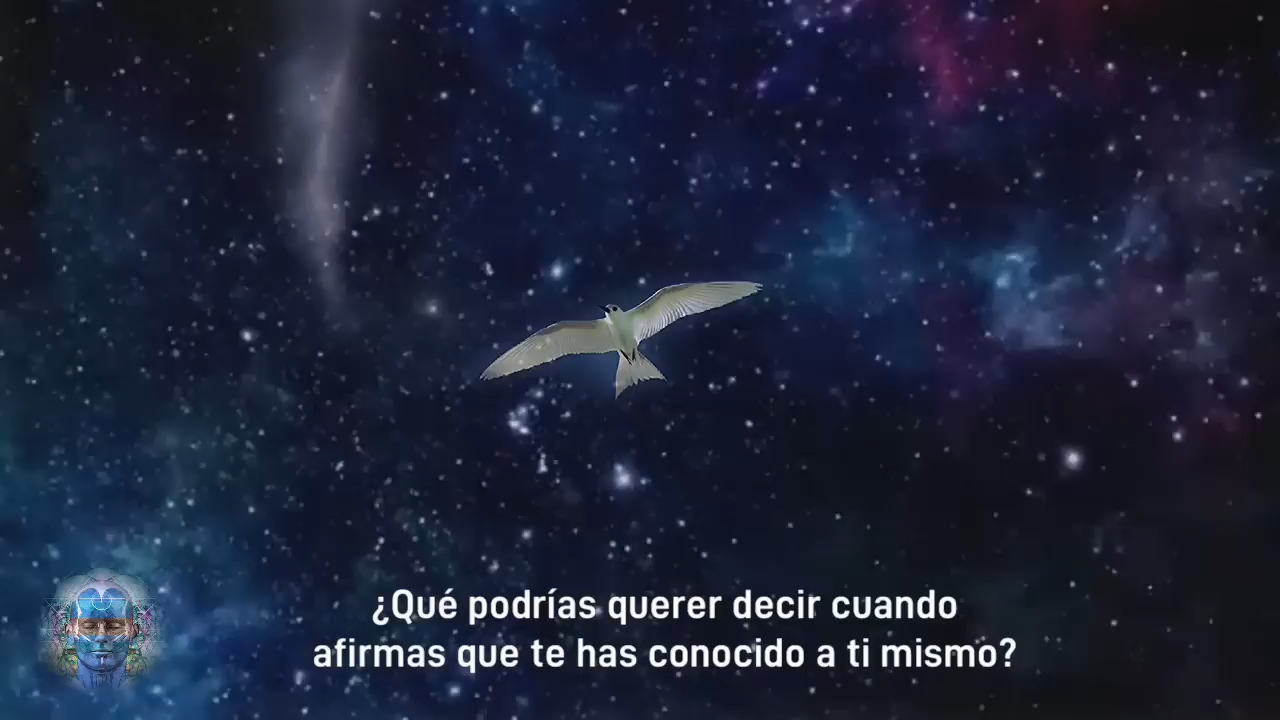 ¿Qué podrías querer decir cuando
afirmas que te has conocido a ti mismo?